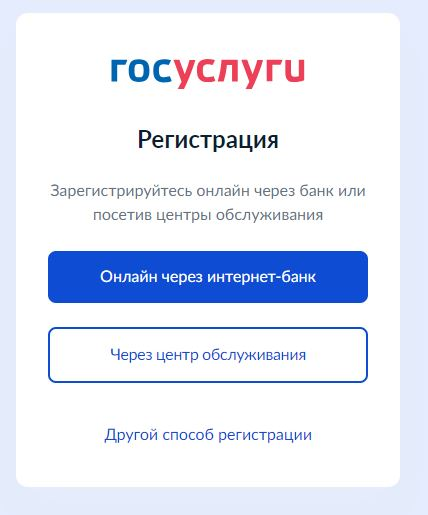 госуслуги
Регистрация
Зарегистрируйтесь онлайн через банк или
посетив центры обслуживания
Онлайн через интернет-банк
Через центр обслуживания
Другой способ регистрации